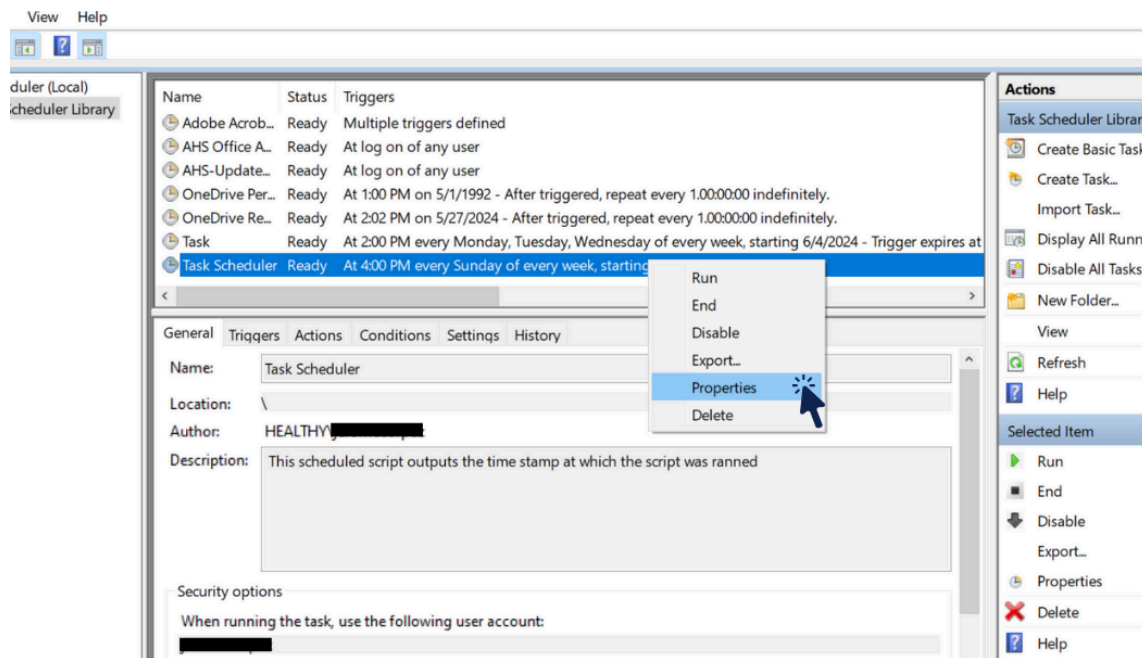 View Help
duler (Local)
Scheduler Library
Name Status Triggers
Adobe Acrob... Ready Multiple triggers defined
AHS Office A... Ready At log on of any user
AHS-Update... Ready At log on of any user
OneDrive Per... Ready At 1:00 PM on 5/1/1992 - After triggered, repeat every 1.00:00:00 indefinitely.
OneDrive Re... Ready At 2:02 PM on 5/27/2024 - After triggered, repeat every 1.00:00:00 indefinitely.
Task Ready At 2:00 PM every Monday, Tuesday, Wednesday of every week, starting 6/4/2024 - Trigger expires at
Task Scheduler Ready At 4:00 PM every Sunday of every week, starting
Run
End
Disable
Export...
Properties
Delete
General Triggers Actions Conditions Settings History
Name: Task Scheduler
Location: \
Author: HEALTHY\
Description: This scheduled script outputs the time stamp at which the script was ranned
Security options
When running the task, use the following user account:
Actions
Task Scheduler Librar
Create Basic Task
Create Task...
Import Task...
Display All Runn
Disable All Tasks
New Folder...
View
Refresh
Help
Selected Item
Run
End
Disable
Export...
Properties
Delete
Help